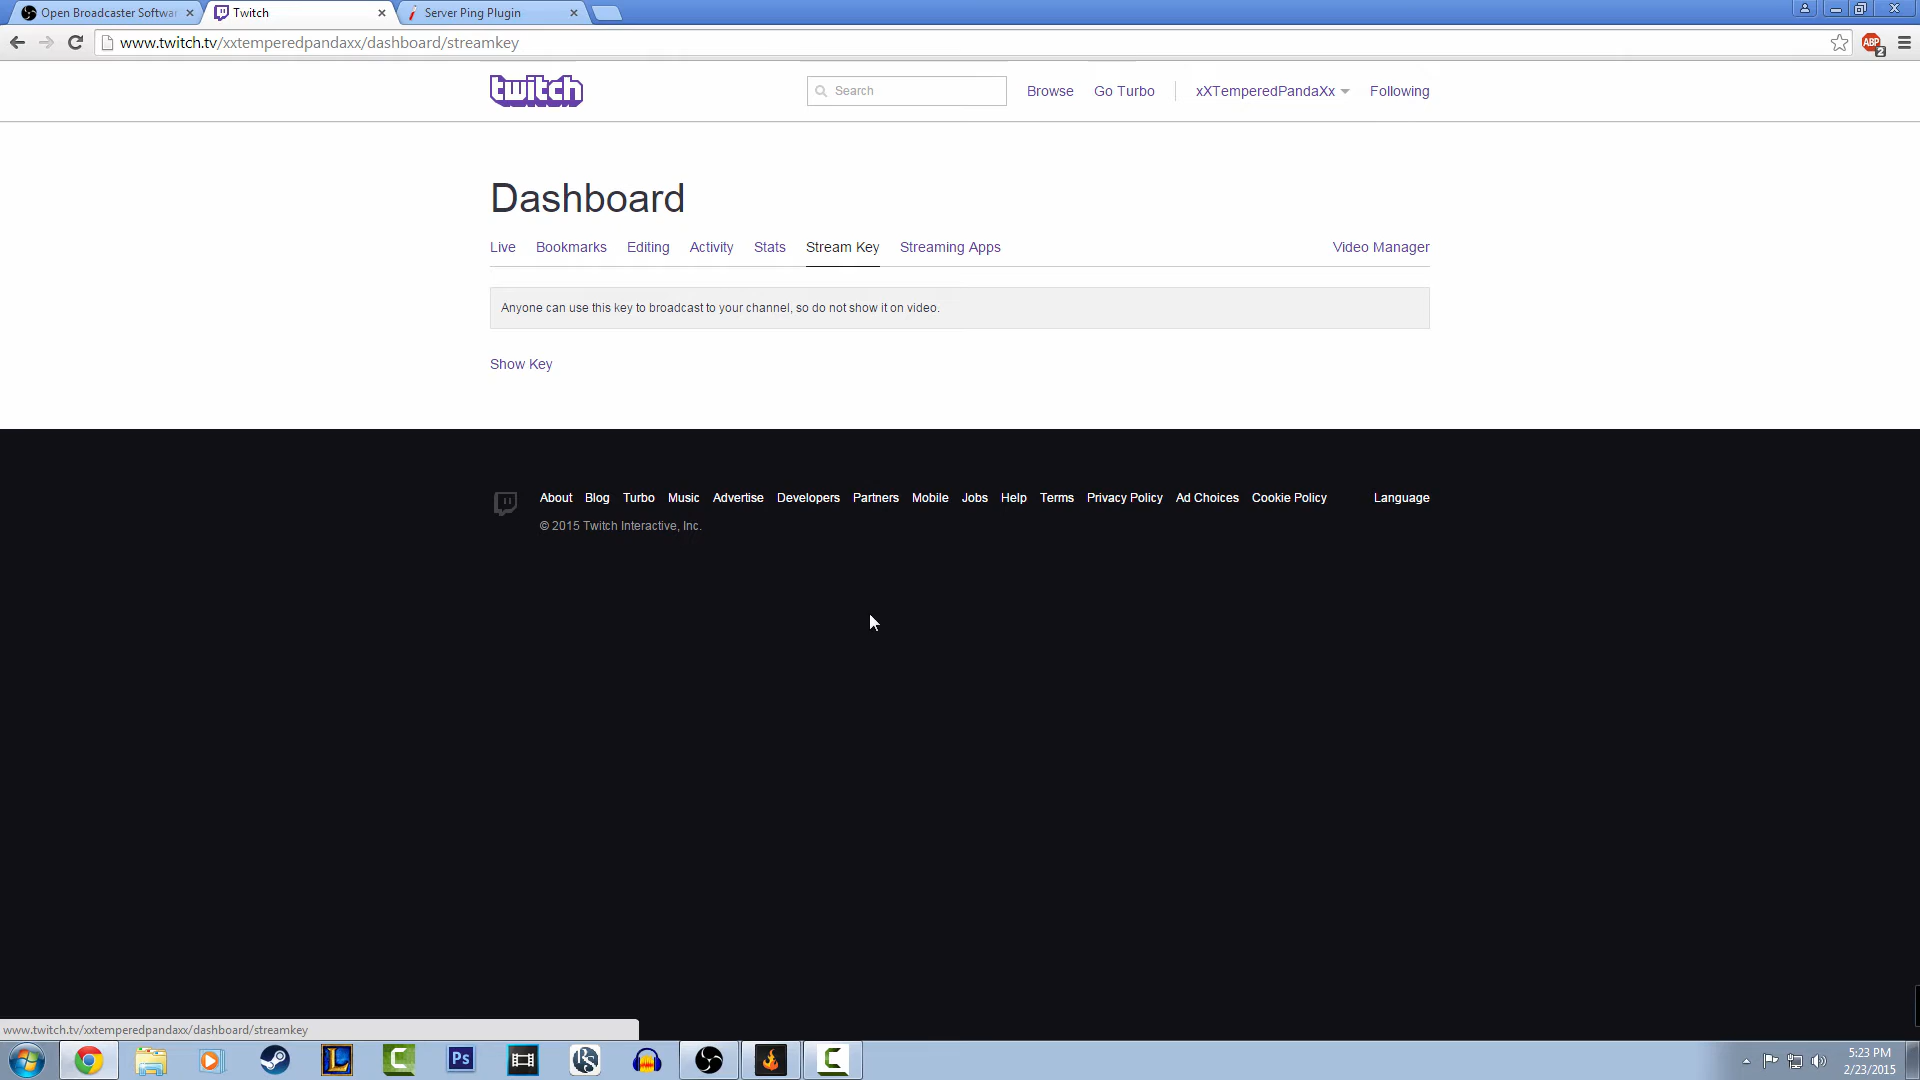 Open Broadcaster Softwar
Twitch
Server Ping Plugin
www.twitch.tv/xxtemperedpandaxx/dashboard/streamkey
ABP
2
twitch
Search
Browse
Go Turbo
xXTemperedPandaXx
Following
Dashboard
Live
Bookmarks
Editing
Activity
Stats
Stream Key
Streaming Apps
Video Manager
Anyone can use this key to broadcast to your channel, so do not show it on video.
Show Key
About
Blog
Turbo
Music
Advertise
Developers
Partners
Mobile
Jobs
Help
Terms
Privacy Policy
Ad Choices
Cookie Policy
Language
© 2015 Twitch Interactive, Inc.
www.twitch.tv/xxtemperedpandaxx/dashboard/streamkey
L
C
Ps
C
5:23 PM
2/23/2015